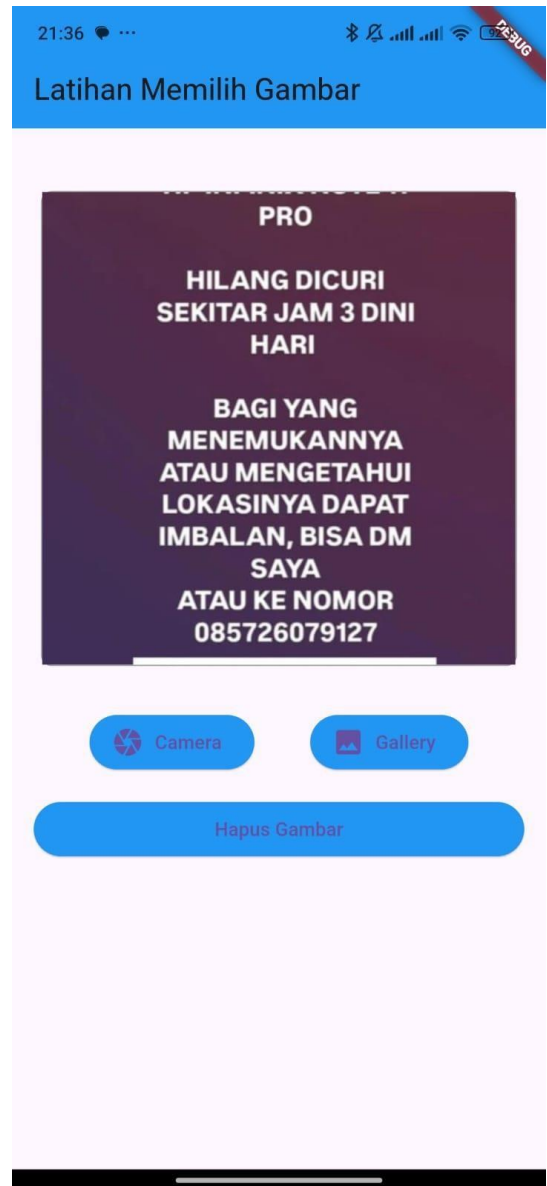 21:36
DEBUG
Latihan Memilih Gambar
PRO
HILANG DICURI
SEKITAR JAM 3 DINI
HARI
BAGI YANG
MENEMUKANNYA
ATAU MENGETAHUI
LOKASINYA DAPAT
IMBALAN, BISA DM
SAYA
ATAU KE NOMOR
085726079127
Camera
Gallery
Hapus Gambar